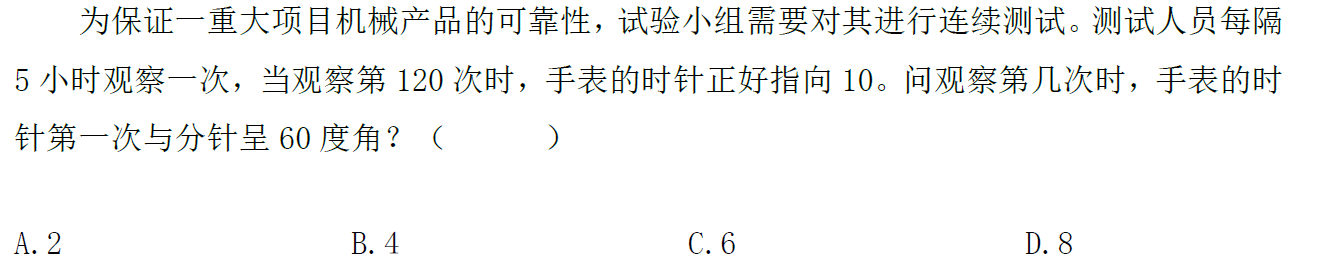 为保证一重大项目机械产品的可靠性，试验小组需要对其进行连续测试。测试人员每隔
5 小时观察一次，当观察第 120 次时，手表的时针正好指向 10。问观察第几次时，手表的时
针第一次与分针呈 60 度角？（　　　）
A.2　　　B.4　　　C.6　　　D.8